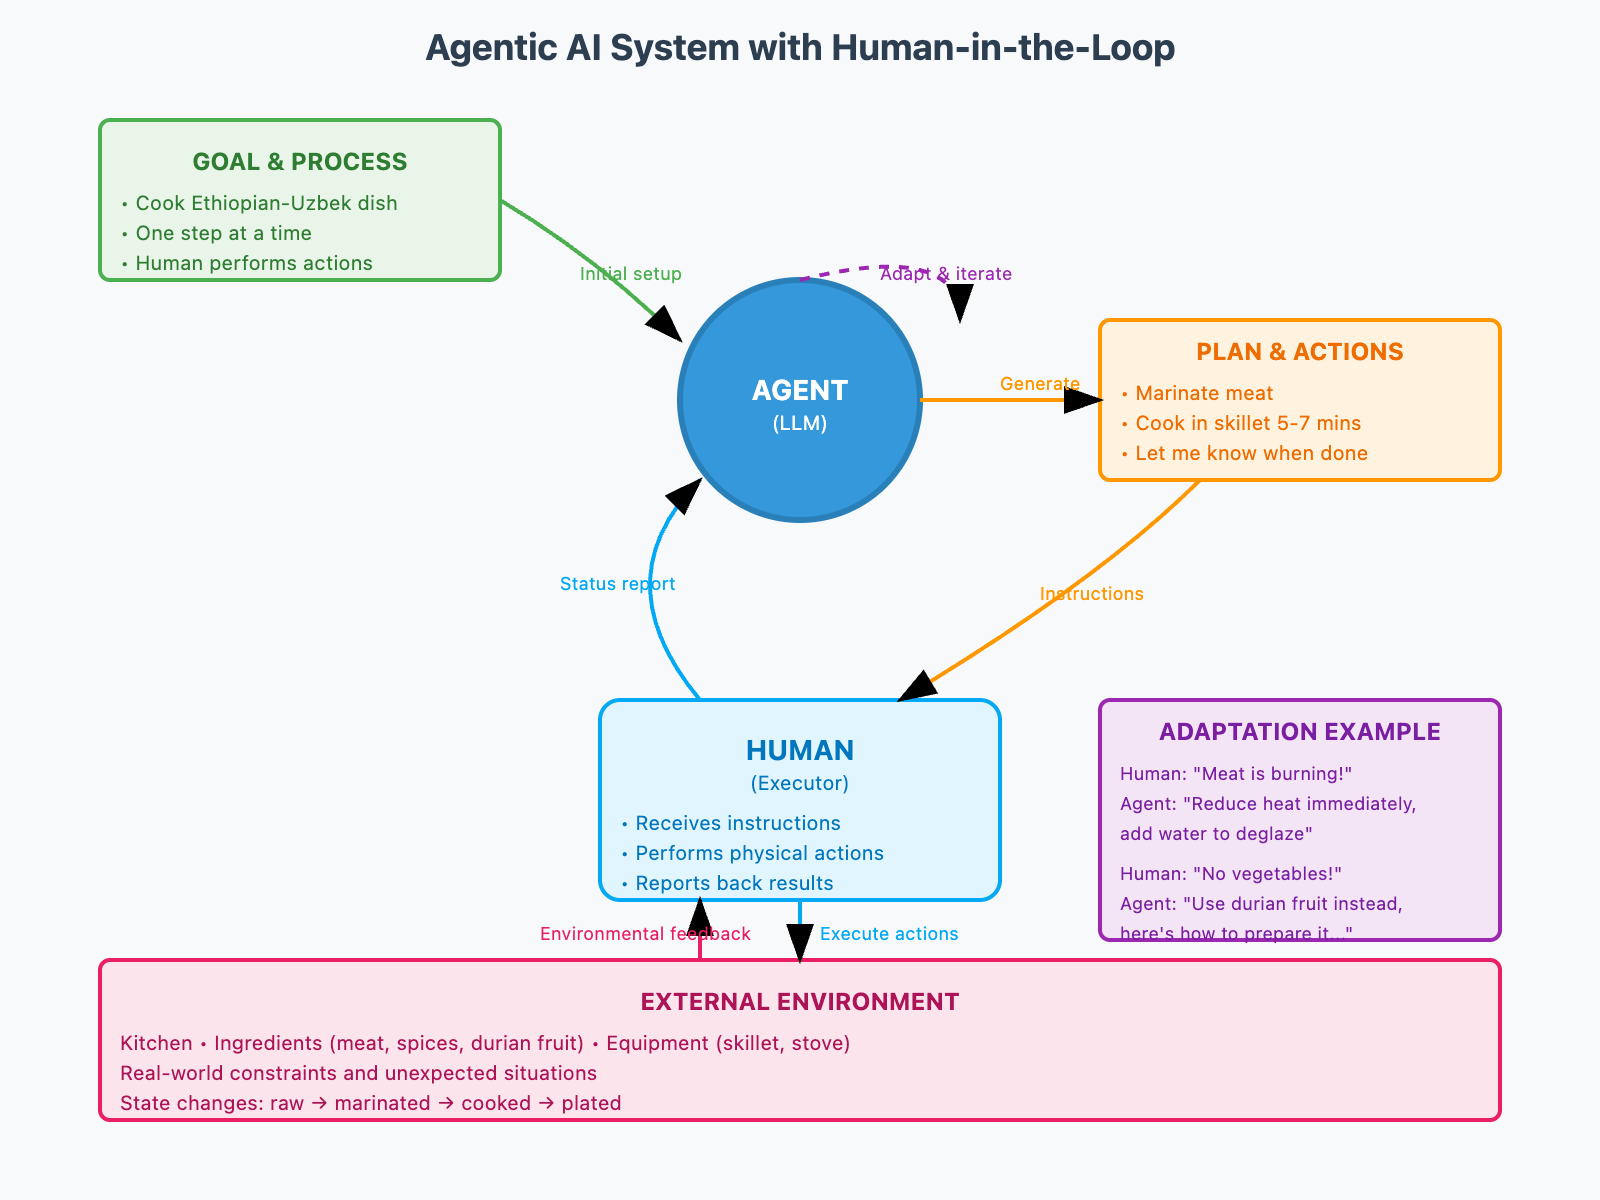 Agentic AI System with Human-in-the-Loop
GOAL & PROCESS
• Cook Ethiopian-Uzbek dish
• One step at a time
• Human performs actions
Initial setup
Adapt & iterate
AGENT
(LLM)
Generate
PLAN & ACTIONS
• Marinate meat
• Cook in skillet 5-7 mins
• Let me know when done
Status report
Instructions
HUMAN
(Executor)
• Receives instructions
• Performs physical actions
• Reports back results
ADAPTATION EXAMPLE
Human: "Meat is burning!"
Agent: "Reduce heat immediately,
add water to deglaze"
Human: "No vegetables!"
Agent: "Use durian fruit instead,
here's how to prepare it..."
Environmental feedback
Execute actions
EXTERNAL ENVIRONMENT
Kitchen • Ingredients (meat, spices, durian fruit) • Equipment (skillet, stove)
Real-world constraints and unexpected situations
State changes: raw → marinated → cooked → plated